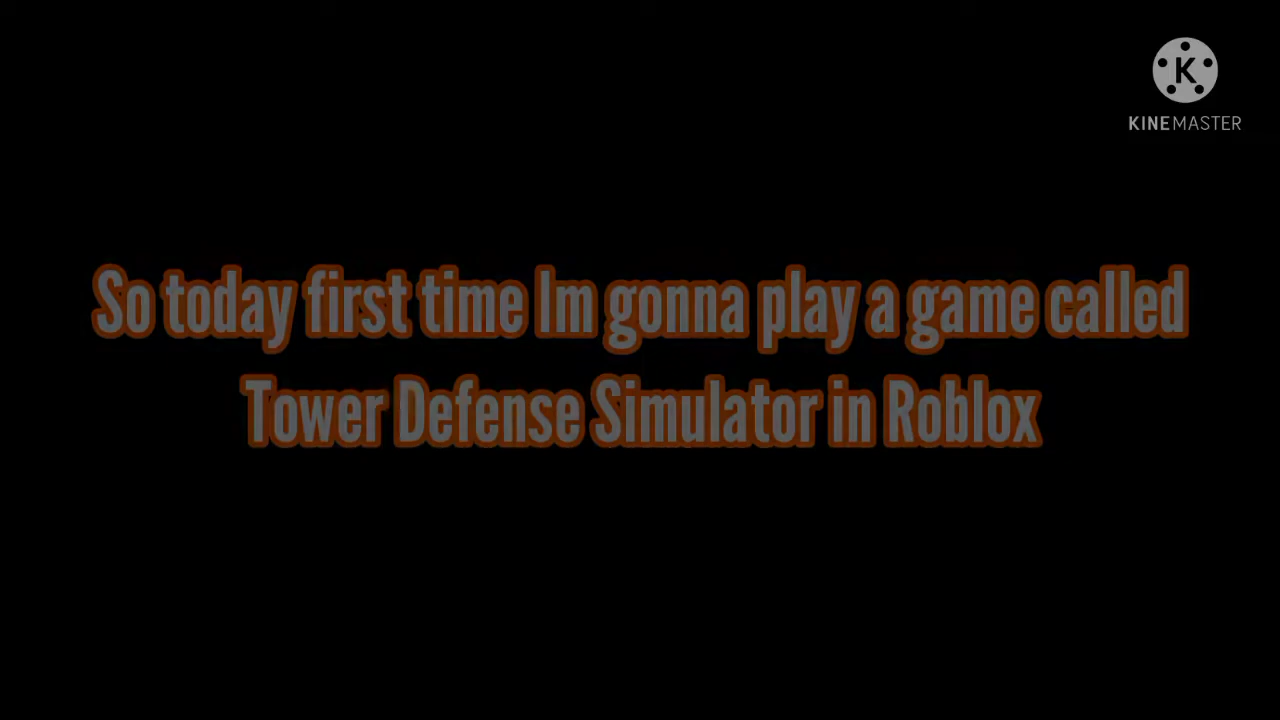 K
KINEMASTER
So today first time Im gonna play a game called
Tower Defense Simulator in Roblox